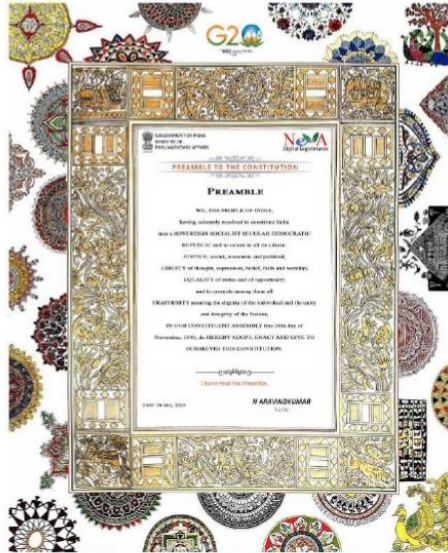 G20
GOVERNMENT OF INDIA
MINISTRY OF
PARLIAMENTARY AFFAIRS
NeVA
Digital Legislatures
PREAMBLE TO THE CONSTITUTION
PREAMBLE
WE, THE PEOPLE OF INDIA,
having solemnly resolved to constitute India
into a SOVEREIGN SOCIALIST SECULAR DEMOCRATIC
REPUBLIC and to secure to all its citizens
JUSTICE, social, economic and political;
LIBERTY of thought, expression, belief, faith and worship;
EQUALITY of status and of opportunity
and to promote among them all
FRATERNITY assuring the dignity of the individual and the unity
and integrity of the Nation;
IN OUR CONSTITUENT ASSEMBLY this 26th day of
November, 1949, do HEREBY ADOPT, ENACT AND GIVE TO
OURSELVES THIS CONSTITUTION
I have read the Preamble.
N ARAVINDKUMAR